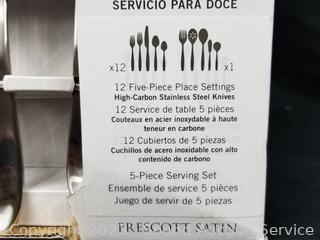 SERVICIO PARA DOCE
x12
x1
12 Five-Piece Place Settings
High-Carbon Stainless Steel Knives
12 Service de table 5 pièces
Couteaux en acier inoxydable à haute
teneur en carbone
12 Cubiertos de 5 piezas
Cuchillos de acero inoxidable con alto
contenido de carbono
5-Piece Serving Set
Ensemble de service 5 pièces
Juego de servir de 5 piezas
PRESCOTT SATIN